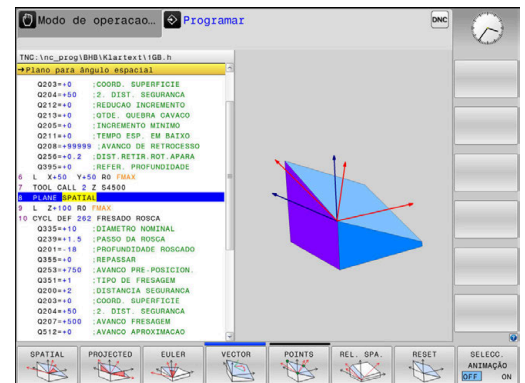 Modo de operacao...
Programar
DNC
TNC:\nc_prog\BHB\Klartext\1GB.h
→Plano para ângulo espacial
Q203=+0 ;COORD. SUPERFICIE
Q204=+50 ;2. DIST. SEGURANCA
Q212=+0 ;REDUCAO INCREMENTO
Q213=+0 ;QTDE. QUEBRA CAVACO
Q205=+0 ;INCREMENTO MINIMO
Q211=+0 ;TEMPO ESP. EM BAIXO
Q208=+99999 ;AVANCO DE RETROCESSO
Q256=+0.2 ;DIST.RETIR.ROT.APARA
Q395=+0 ;REFER. PROFUNDIDADE
6 L X+50 Y+50 R0 FMAX
7 TOOL CALL 2 Z S4500
8 PLANE SPATIAL
9 L Z+100 R0 FMAX
10 CYCL DEF 262 FRESADO ROSCA
Q335=+10 ;DIAMETRO NOMINAL
Q239=+1.5 ;PASSO DA ROSCA
Q201=-18 ;PROFUNDIDADE ROSCADO
Q355=+0 ;REPASSAR
Q253=+750 ;AVANCO PRE-POSICION.
Q351=+1 ;TIPO DE FRESAGEM
Q200=+2 ;DISTANCIA SEGURANCA
Q203=+0 ;COORD. SUPERFICIE
Q204=+50 ;2. DIST. SEGURANCA
Q207=+500 ;AVANCO FRESAGEM
Q512=+0 ;AVANCO APROXIMACAO
SPATIAL
PROJECTED
EULER
VECTOR
POINTS
REL. SPA.
RESET
SELECC.
ANIMAÇÃO
OFF ON